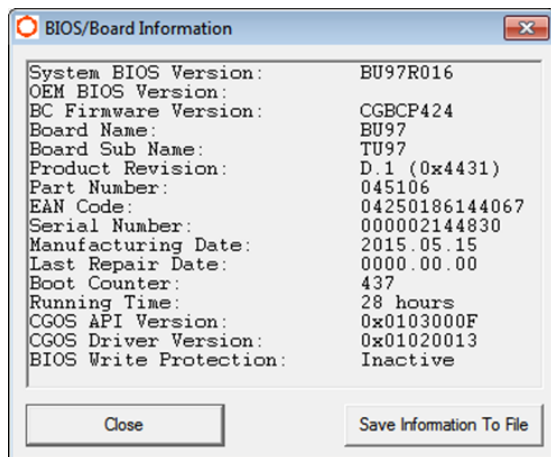 BIOS/Board Information
System BIOS Version: BU97R016
OEM BIOS Version:
BC Firmware Version: CGBCP424
Board Name: BU97
Board Sub Name: TU97
Product Revision: D.1 (0x4431)
Part Number: 045106
EAN Code: 04250186144067
Serial Number: 000002144830
Manufacturing Date: 2015.05.15
Last Repair Date: 0000.00.00
Boot Counter: 437
Running Time: 28 hours
CGOS API Version: 0x0103000F
CGOS Driver Version: 0x01020013
BIOS Write Protection: Inactive
Close
Save Information To File